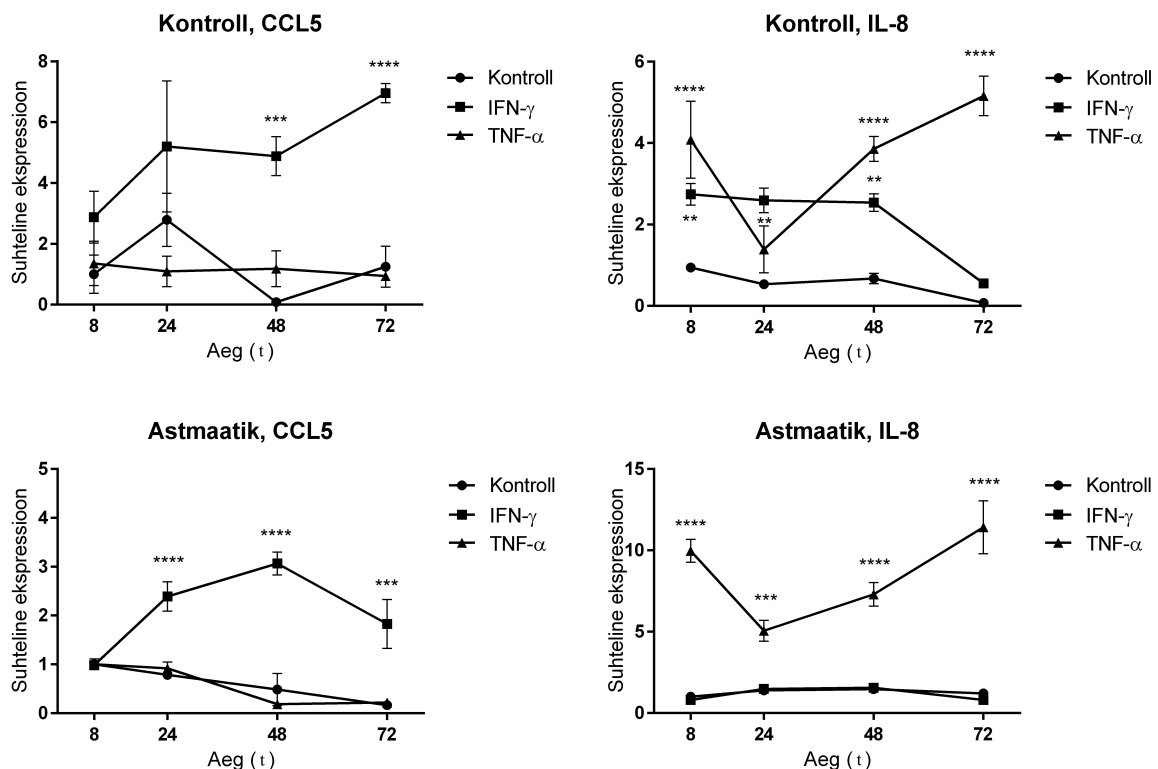 Kontroll, CCL5
Suhteline ekspressioon
8
6
4
2
0
***
****
8 24 48 72
Aeg (t)
Kontroll
IFN-γ
TNF-α
Kontroll, IL-8
Suhteline ekspressioon
6
4
2
0
****
**
**
****
**
****
8 24 48 72
Aeg (t)
Kontroll
IFN-γ
TNF-α
Astmaatik, CCL5
Suhteline ekspressioon
5
4
3
2
1
0
****
****
***
8 24 48 72
Aeg (t)
Kontroll
IFN-γ
TNF-α
Astmaatik, IL-8
Suhteline ekspressioon
15
10
5
0
****
***
****
****
8 24 48 72
Aeg (t)
Kontroll
IFN-γ
TNF-α